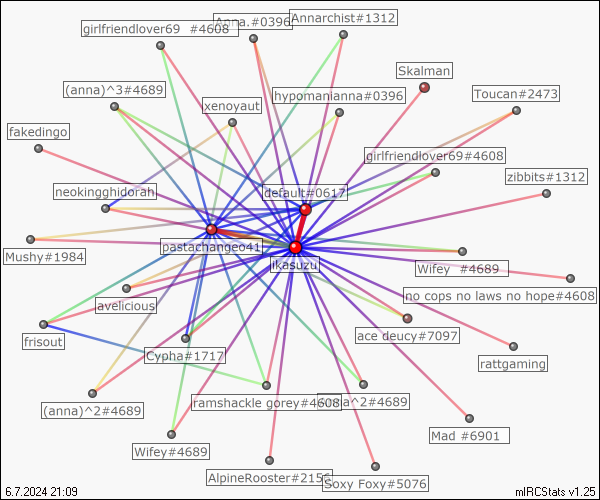 girlfriendlover69   #4608
Anna.#0396
Annarchist#1312
Skalman
(anna)^3#4689
xenoyaut
hypomanianna#0396
Toucan#2473
fakedingo
girlfriendlover69#4608
neokingghidorah
default#0617
zibbits#1312
pastachangeo41
Mushy#1984
ikasuzu
Wifey   #4689
avelicious
no cops no laws no hope#4608
frisout
Cypha#1717
ace deucy#7097
rattgaming
(anna)^2#4689
ramshackle gorey#4608
^2#4689
Mad #6901
Wifey#4689
AlpineRooster#2156
Soxy Foxy#5076
6.7.2024 21:09
mIRCStats v1.25